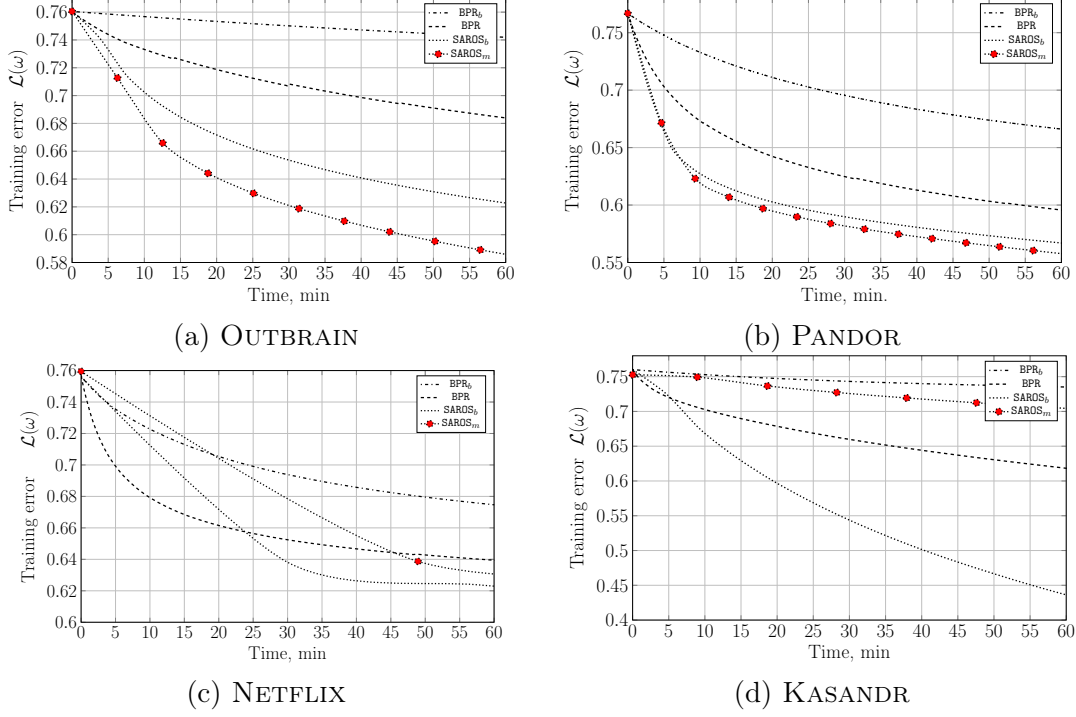 0.76
0.74
0.72
0.7
0.68
0.66
0.64
0.62
0.6
0.58
0 5 10 15 20 25 30 35 40 45 50 55 60
Training error 𝓛(ω)
Time, min
BPR_b
BPR
SAROS_b
SAROS_m
(a) OUTBRAIN
0.75
0.7
0.65
0.6
0.55
0 5 10 15 20 25 30 35 40 45 50 55 60
Training error 𝓛(ω)
Time, min.
BPR_b
BPR
SAROS_b
SAROS_m
(b) PANDOR
0.76
0.74
0.72
0.7
0.68
0.66
0.64
0.62
0.6
0 5 10 15 20 25 30 35 40 45 50 55 60
Training error 𝓛(ω)
Time, min
BPR_b
BPR
SAROS_b
SAROS_m
(c) NETFLIX
0.75
0.7
0.65
0.6
0.55
0.5
0.45
0.4
0 5 10 15 20 25 30 35 40 45 50 55 60
Training error 𝓛(ω)
Time, min
BPR_b
BPR
SAROS_b
SAROS_m
(d) KASANDR